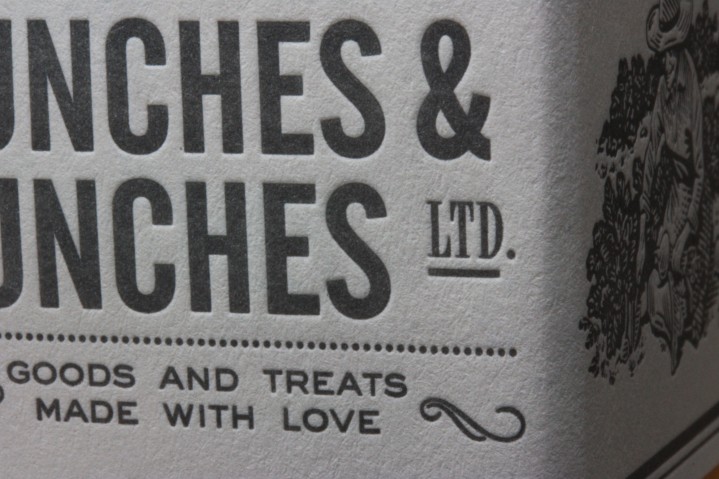 UNCHES &
UNCHES LTD.
GOODS AND TREATS
MADE WITH LOVE